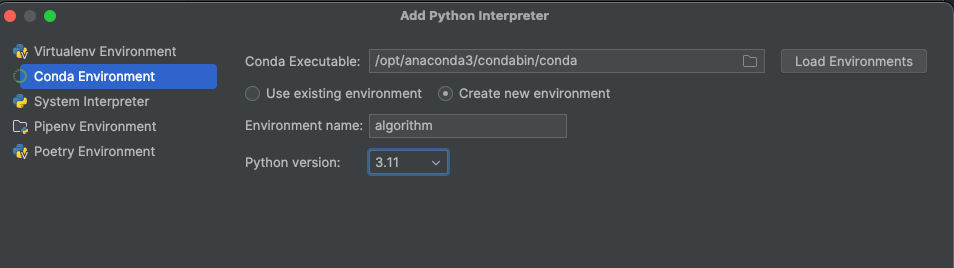 Add Python Interpreter
Virtualenv Environment
Conda Environment
System Interpreter
Pipenv Environment
Poetry Environment
Conda Executable: /opt/anaconda3/condabin/conda Load Environments
Use existing environment Create new environment
Environment name: algorithm
Python version: 3.11